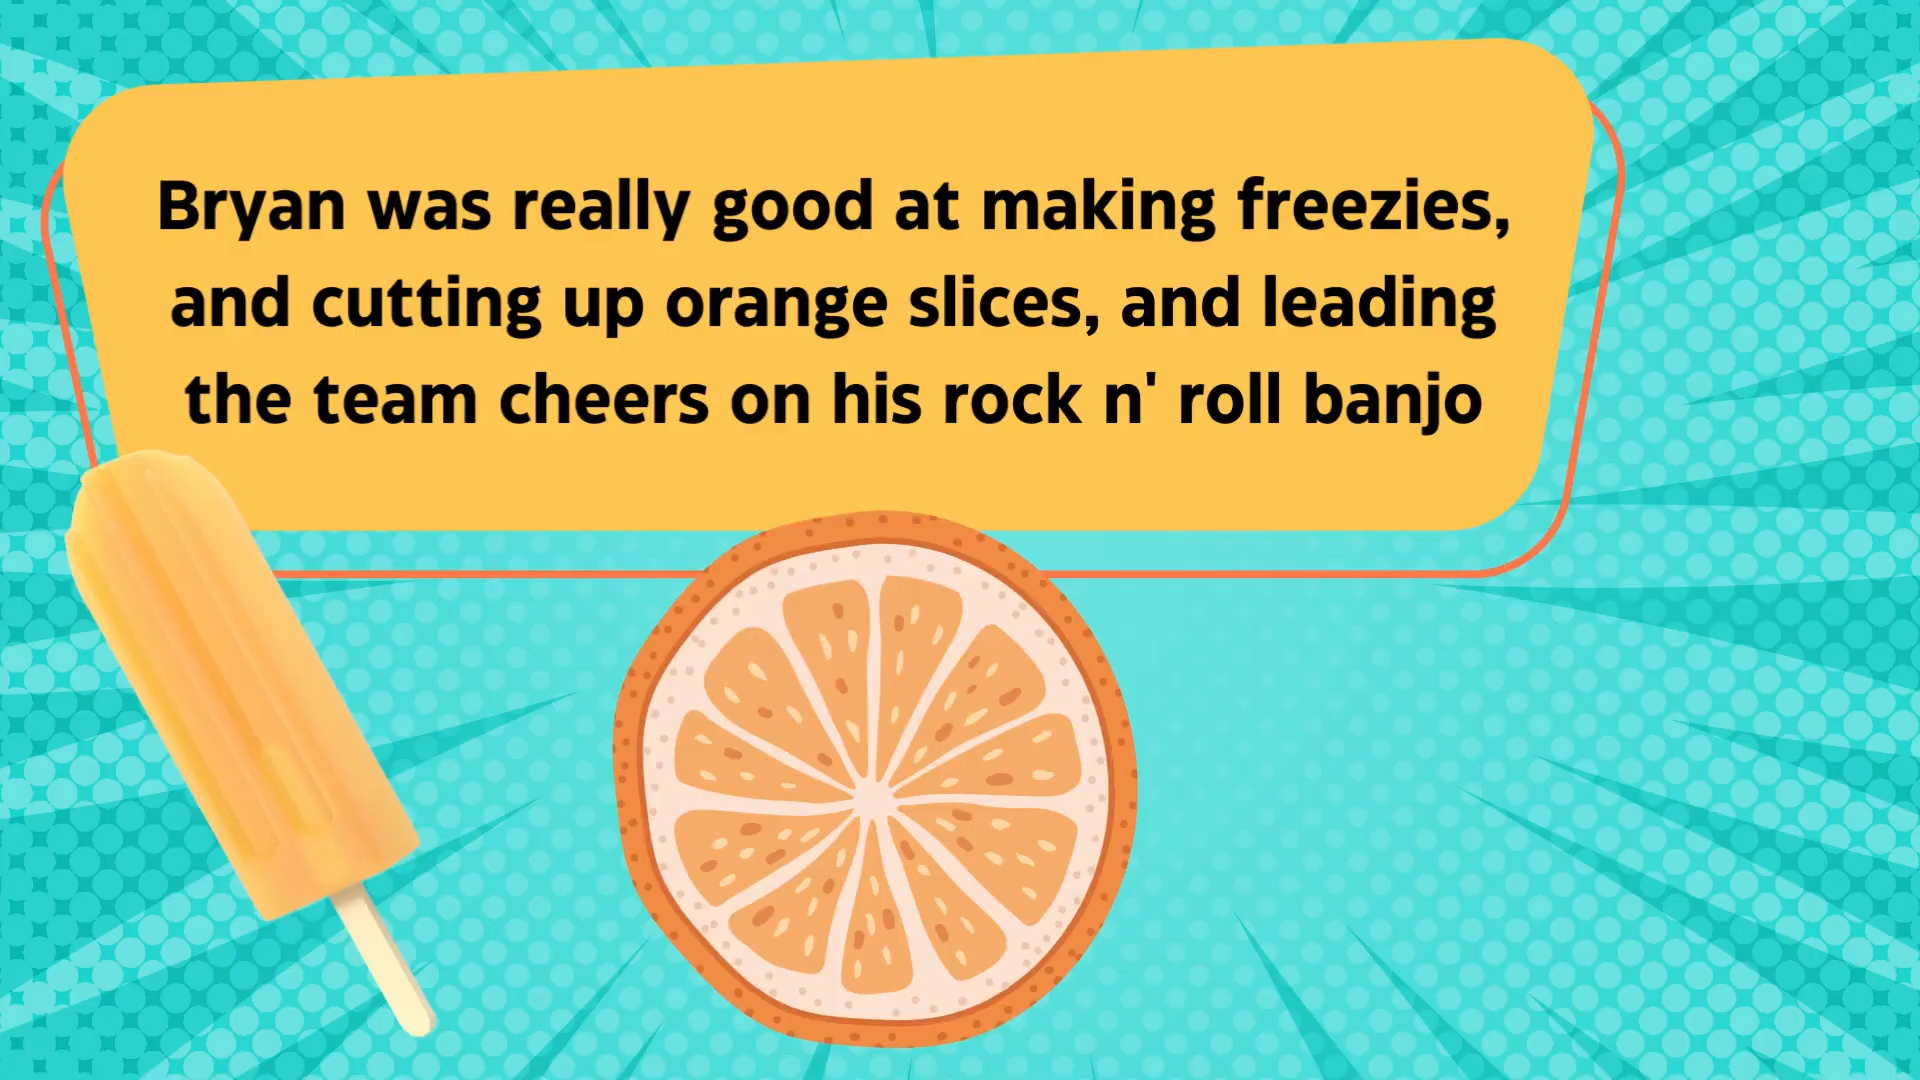 Bryan was really good at making freezies,
and cutting up orange slices, and leading
the team cheers on his rock n' roll banjo